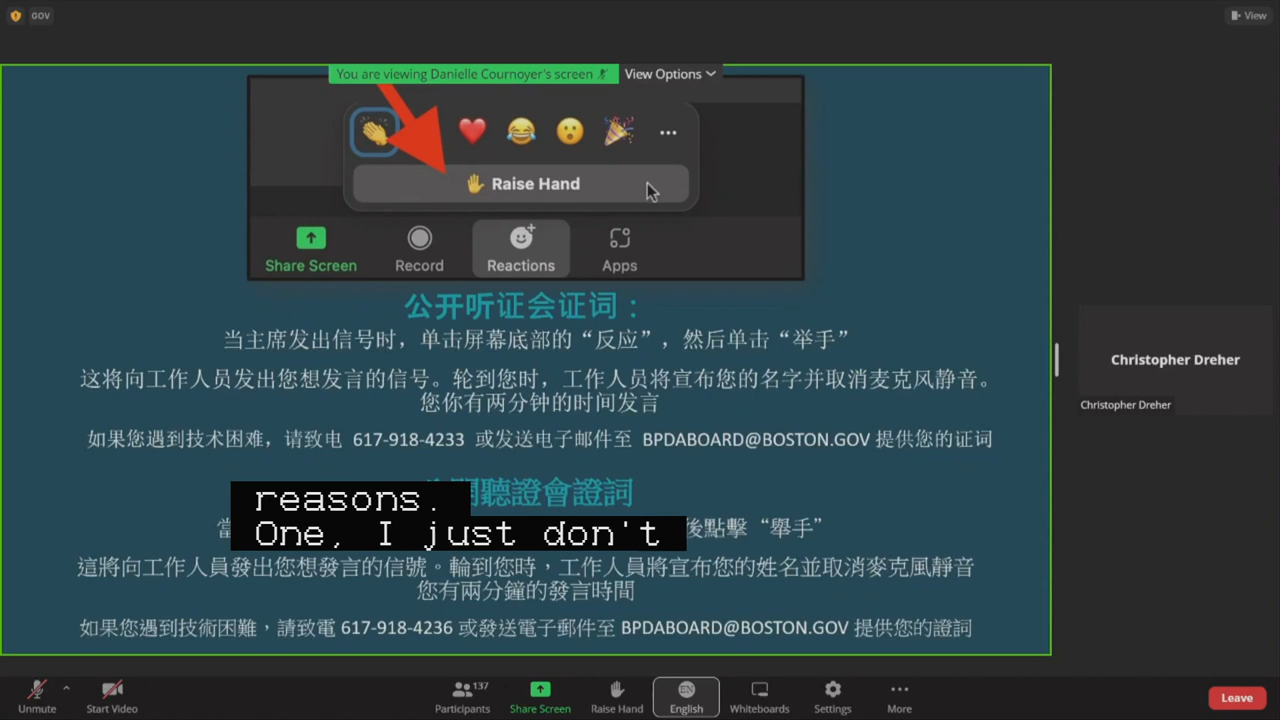 GOV
View
You are viewing Danielle Cournoyer's screen
View Options
Raise Hand
Share Screen
Record
Reactions
Apps
公开听证会证词：
当主席发出信号时，单击屏幕底部的“反应”，然后单击“举手”
这将向工作人员发出您想发言的信号。轮到您时，工作人员将宣布您的名字并取消麦克风静音。
您你有两分钟的时间发言
如果您遇到技术困难，请致电 617-918-4233 或发送电子邮件至 BPDABOARD@BOSTON.GOV 提供您的证词
Christopher Dreher
Christopher Dreher
聽證會證詞
reasons.
One, I just don't
當
後點擊 “舉手”
這將向工作人員發出您想發言的信號。輪到您時，工作人員將宣布您的姓名並取消麥克風靜音
您有兩分鐘的發言時間
如果您遇到技術困難，請致電 617-918-4236 或發送電子郵件至 BPDABOARD@BOSTON.GOV 提供您的證詞
Unmute
Start Video
137
Participants
Share Screen
Raise Hand
EN
English
Whiteboards
Settings
More
Leave